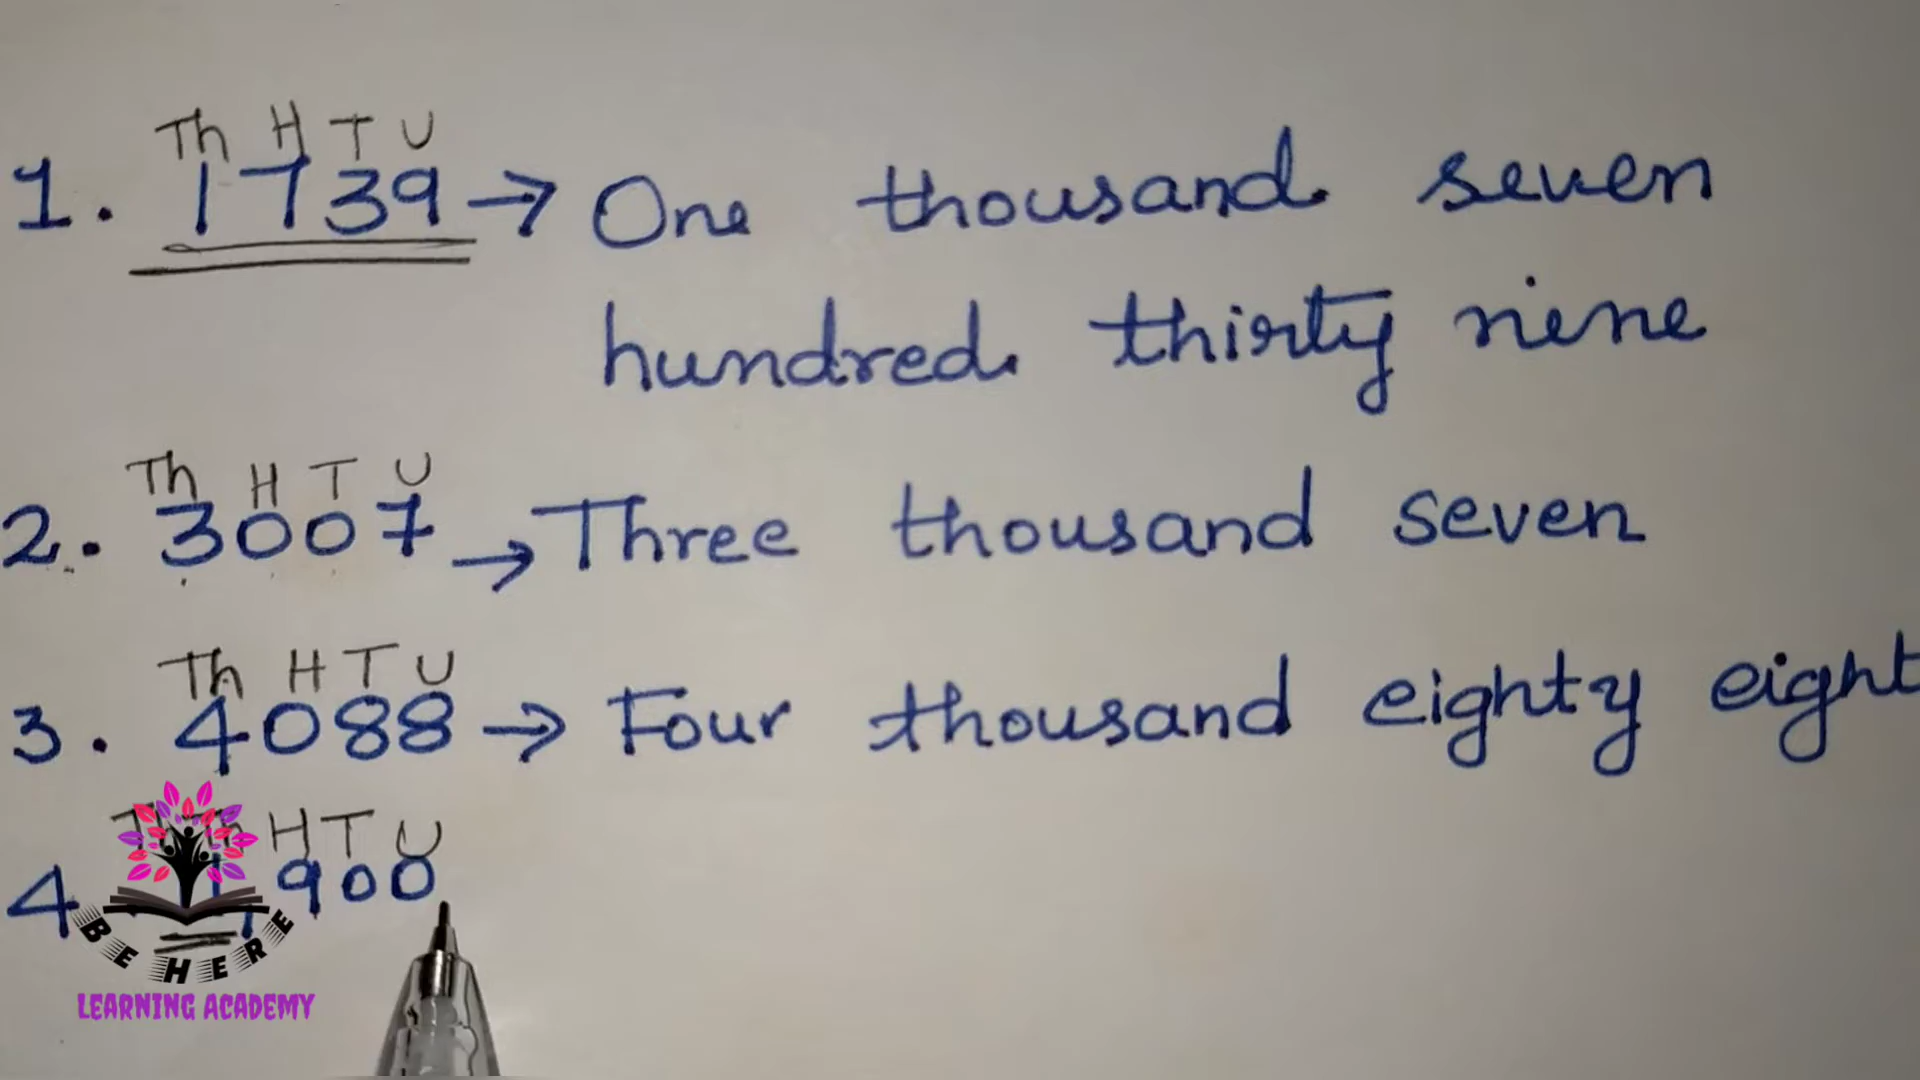 Th H T U
1. 1739 → One thousand seven
hundred thirty nine
Th H T U
2. 3007 → Three thousand seven
Th H T U
3. 4088 → Four thousand eighty eight
H T U
4 900
BE HERE
LEARNING ACADEMY